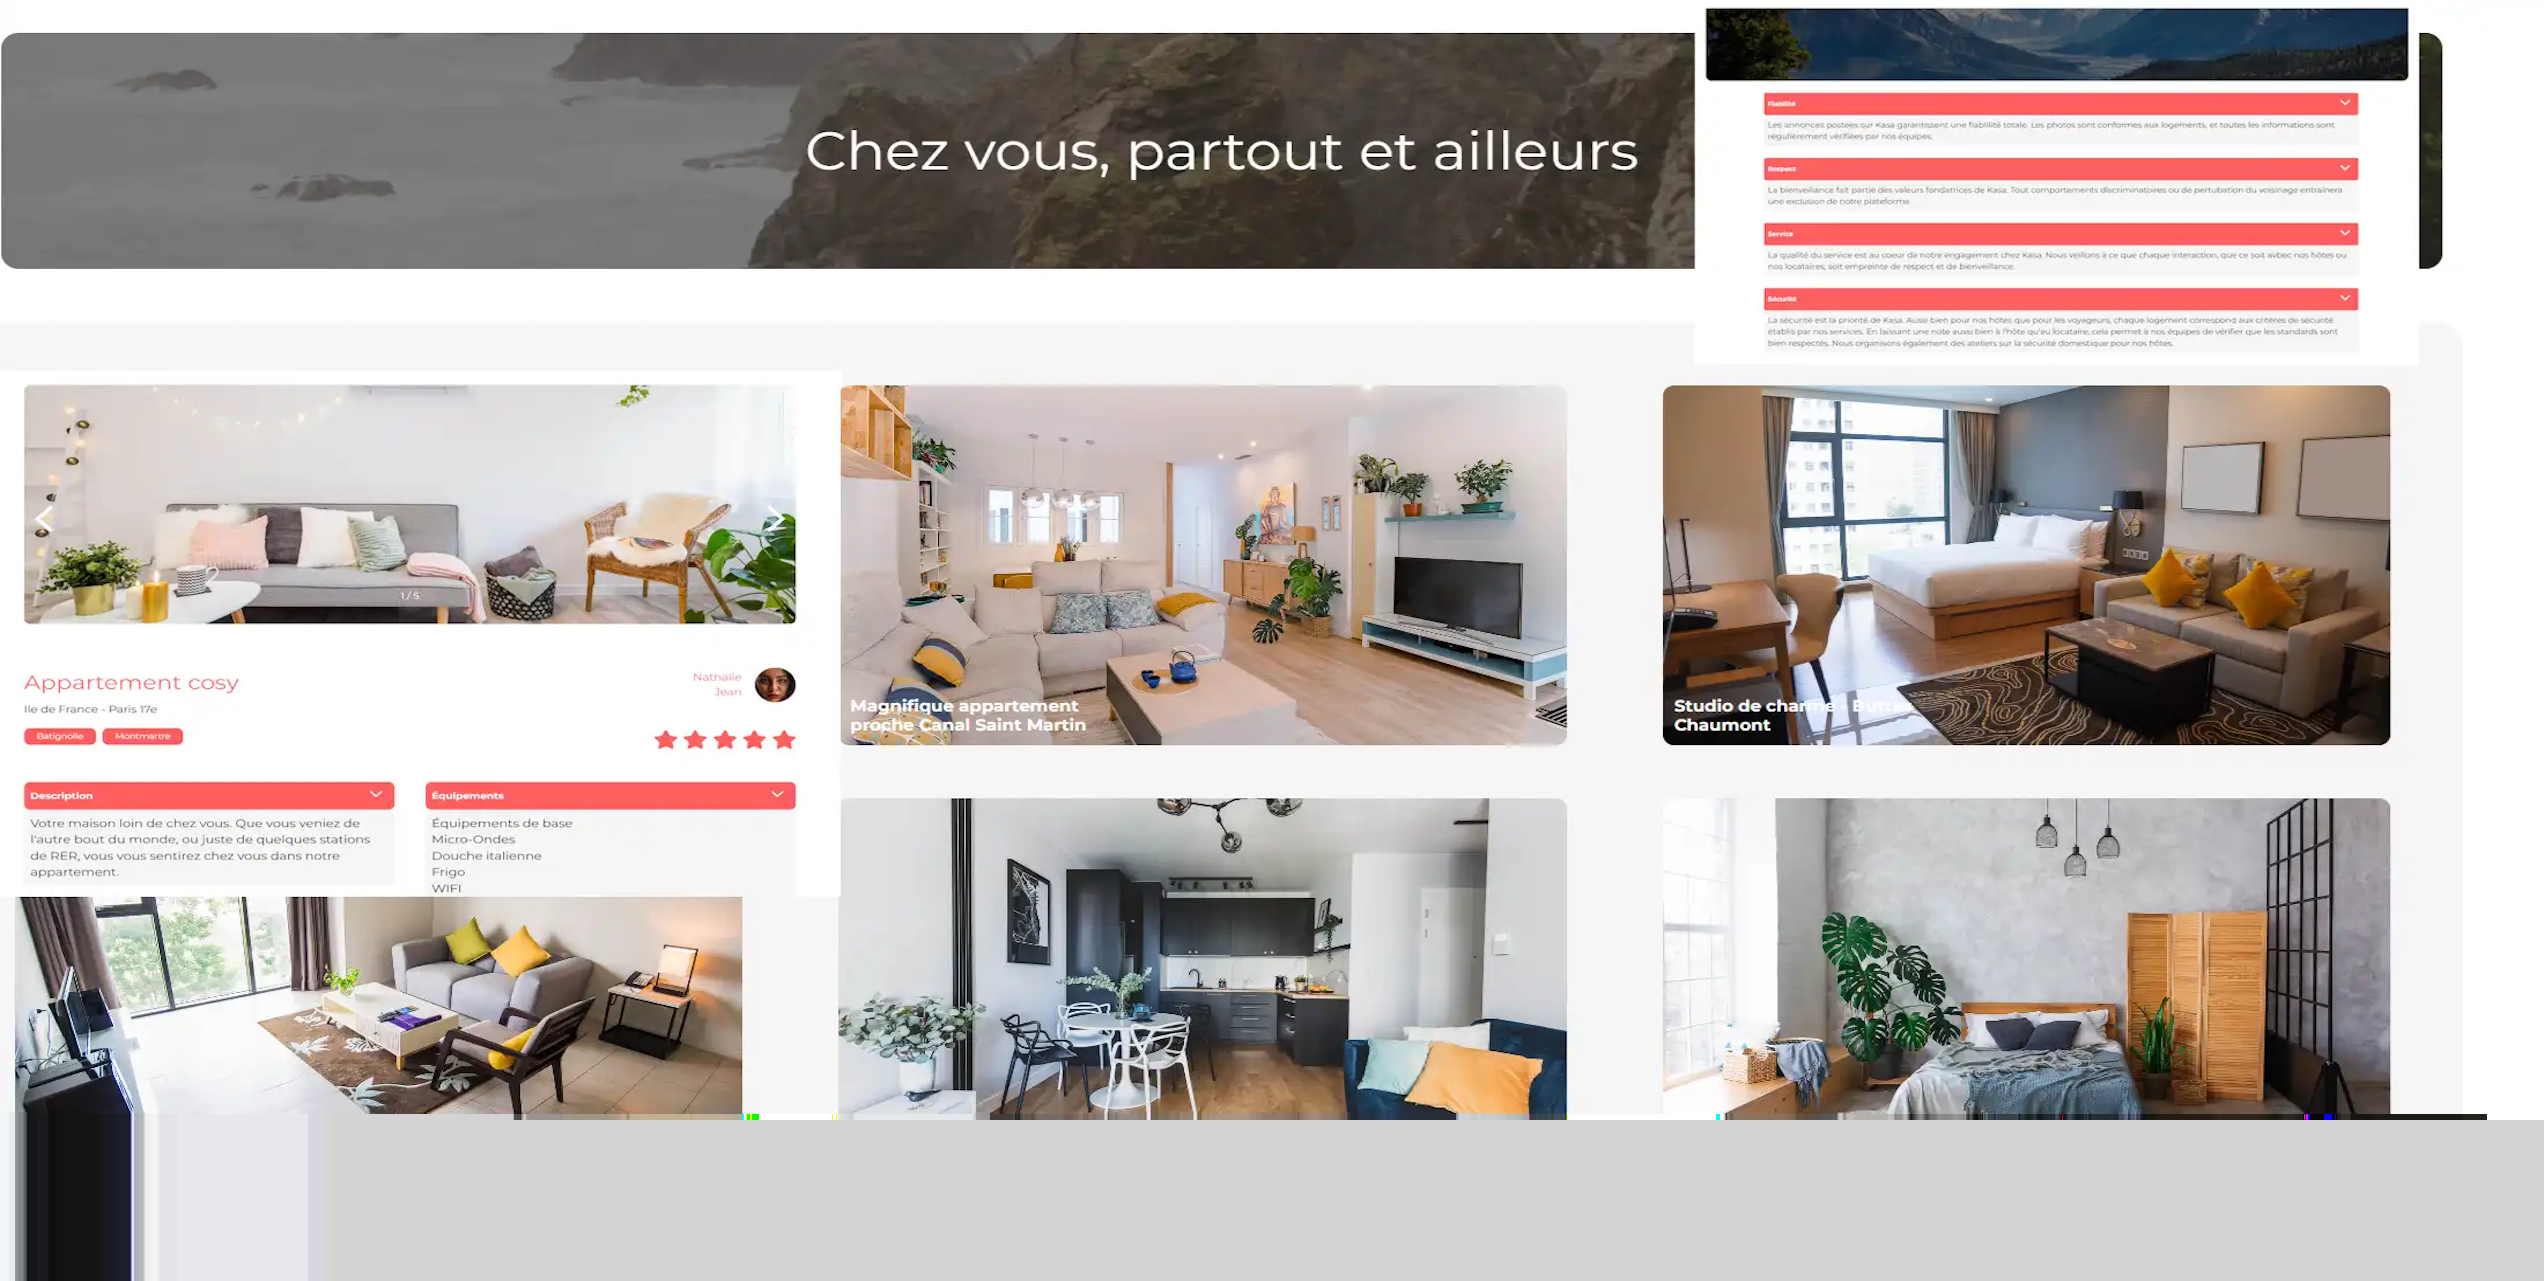 Chez vous, partout et ailleurs
Fiabilité
Les annonces postées sur Kasa garantissent une fiabilité totale. Les photos sont conformes aux logements, et toutes les informations sont
régulièrement vérifiées par nos équipes.
Respect
La bienveillance fait partie des valeurs fondatrices de Kasa. Tout comportements discriminatoires ou de pertubation du voisinage entraînera
une exclusion de notre plateforme.
Service
La qualité du service est au coeur de notre engagement chez Kasa. Nous veillons à ce que chaque interaction, que ce soit avbec nos hôtes ou
nos locataires, soit empreinte de respect et de bienveillance.
Sécurité
La sécurité est la priorité de Kasa. Aussi bien pour nos hôtes que pour les voyageurs, chaque logement correspond aux critères de sécurité
établis par nos services. En laissant une note aussi bien à l'hôte qu'au locataire, cela permet à nos équipes de vérifier que les standards sont
bien respectés. Nous organisons également des ateliers sur la sécurité domestique pour nos hôtes.
1/5
Appartement cosy
Ile de France - Paris 17e
Batignolle
Montmartre
Nathalie
Jean
Description
Votre maison loin de chez vous. Que vous veniez de
l'autre bout du monde, ou juste de quelques stations
de RER, vous vous sentirez chez vous dans notre
appartement.
Équipements
Équipements de base
Micro-Ondes
Douche italienne
Frigo
WIFI
Magnifique appartement
proche Canal Saint Martin
Studio de charme - Buttes
Chaumont